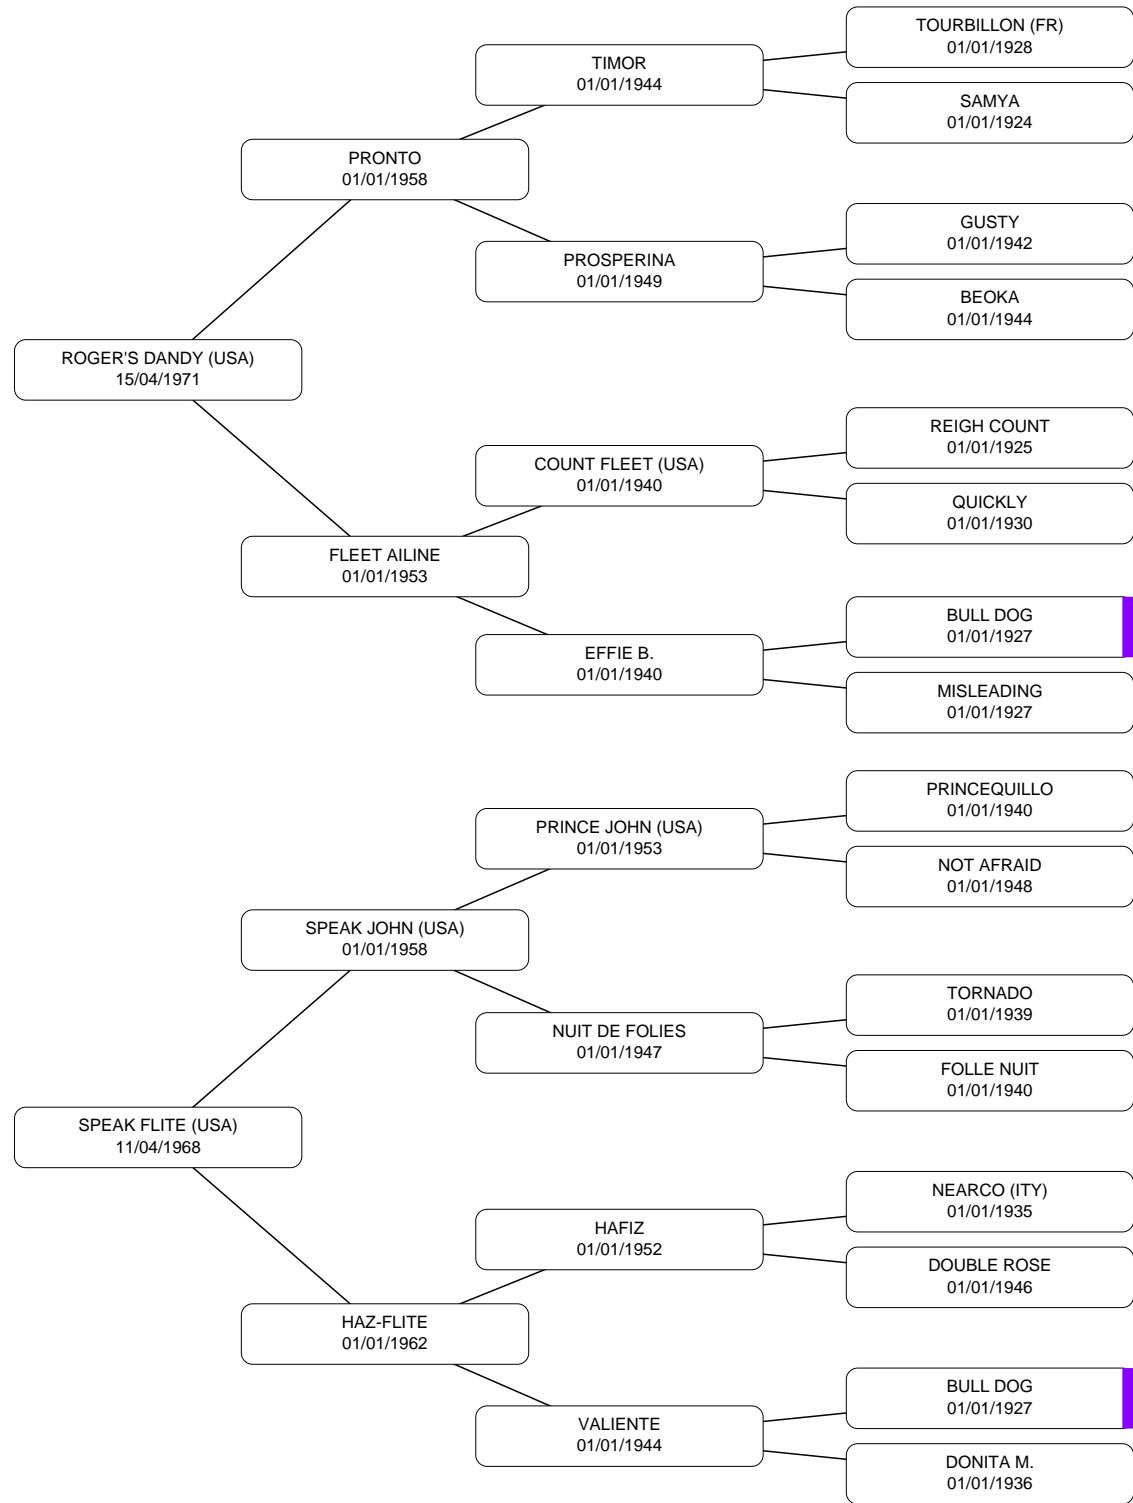 TOURBILLON (FR)
01/01/1928
TIMOR
01/01/1944
SAMYA
01/01/1924
PRONTO
01/01/1958
GUSTY
01/01/1942
PROSPERINA
01/01/1949
BEOKA
01/01/1944
ROGER'S DANDY (USA)
15/04/1971
REIGH COUNT
01/01/1925
COUNT FLEET (USA)
01/01/1940
QUICKLY
01/01/1930
FLEET AILINE
01/01/1953
BULL DOG
01/01/1927
EFFIE B.
01/01/1940
MISLEADING
01/01/1927
PRINCEQUILLO
01/01/1940
PRINCE JOHN (USA)
01/01/1953
NOT AFRAID
01/01/1948
SPEAK JOHN (USA)
01/01/1958
TORNADO
01/01/1939
NUIT DE FOLIES
01/01/1947
FOLLE NUIT
01/01/1940
SPEAK FLITE (USA)
11/04/1968
NEARCO (ITY)
01/01/1935
HAFIZ
01/01/1952
DOUBLE ROSE
01/01/1946
HAZ-FLITE
01/01/1962
BULL DOG
01/01/1927
VALIENTE
01/01/1944
DONITA M.
01/01/1936